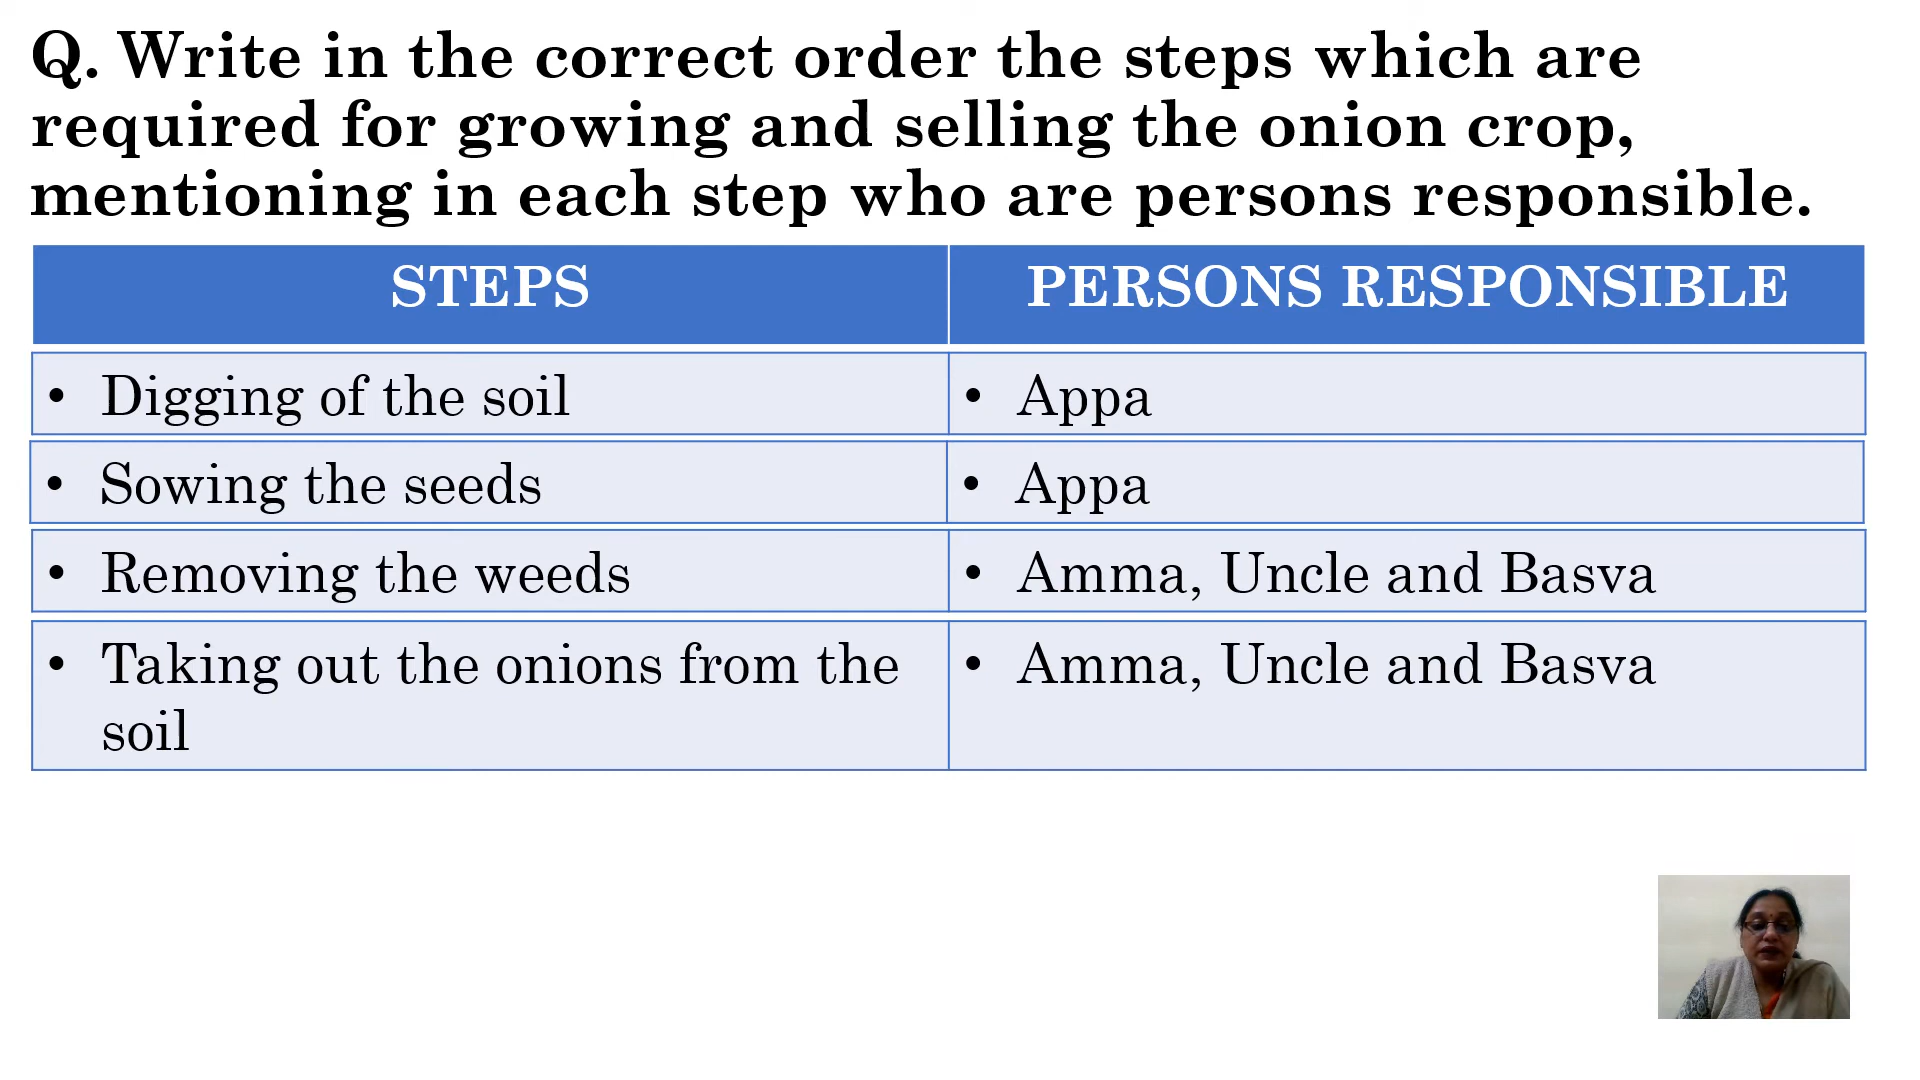 Q. Write in the correct order the steps which are
required for growing and selling the onion crop,
mentioning in each step who are persons responsible.
STEPS
PERSONS RESPONSIBLE
• Digging of the soil
• Appa
• Sowing the seeds
• Appa
• Removing the weeds
• Amma, Uncle and Basva
• Taking out the onions from the
soil
• Amma, Uncle and Basva